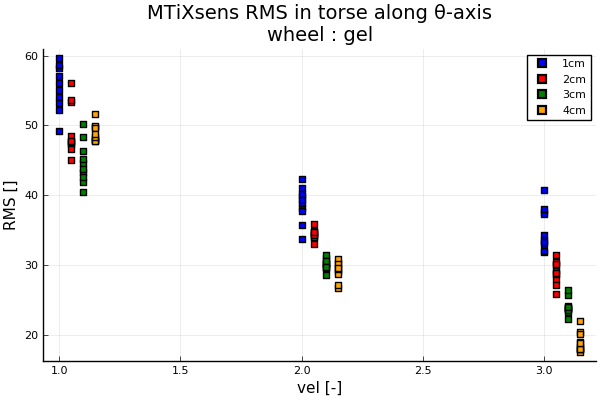 MTiXsens RMS in torse along θ-axis
wheel : gel
60
50
40
30
20
RMS []
1.0
1.5
2.0
2.5
3.0
vel [-]
1cm
2cm
3cm
4cm